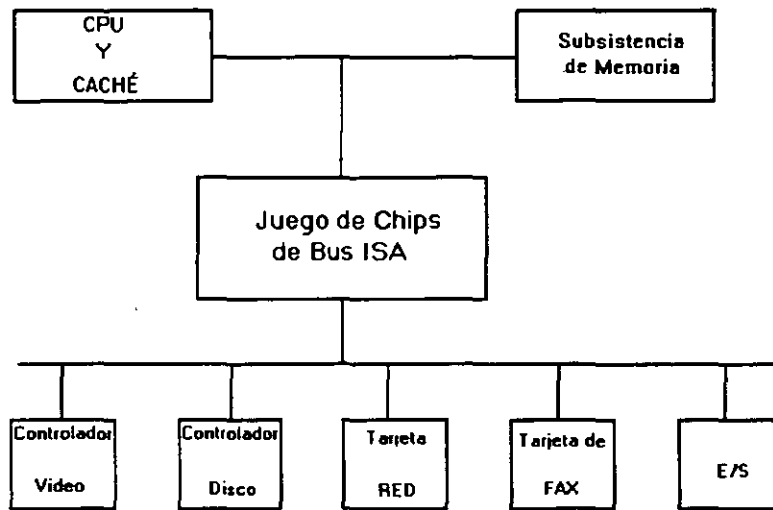 CPU
Y
CACHÉ
Subsistencia
de Memoria
Juego de Chips
de Bus ISA
Controlador
Video
Controlador
Disco
Tarjeta
RED
Tarjeta de
FAX
E/S